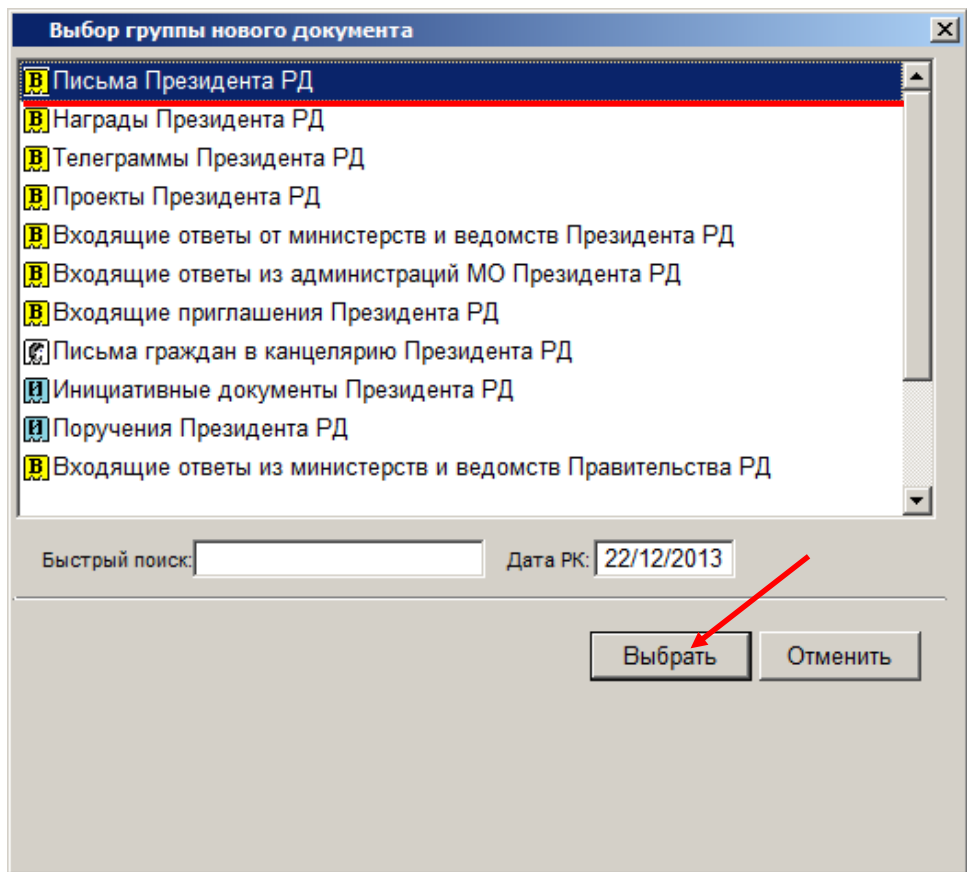 Выбор группы нового документа
В Письма Президента РД
В Награды Президента РД
В Телеграммы Президента РД
В Проекты Президента РД
В Входящие ответы от министерств и ведомств Президента РД
В Входящие ответы из администраций МО Президента РД
В Входящие приглашения Президента РД
Письма граждан в канцелярию Президента РД
И Инициативные документы Президента РД
И Поручения Президента РД
В Входящие ответы из министерств и ведомств Правительства РД
Быстрый поиск: Дата РК: 22/12/2013
Выбрать Отменить